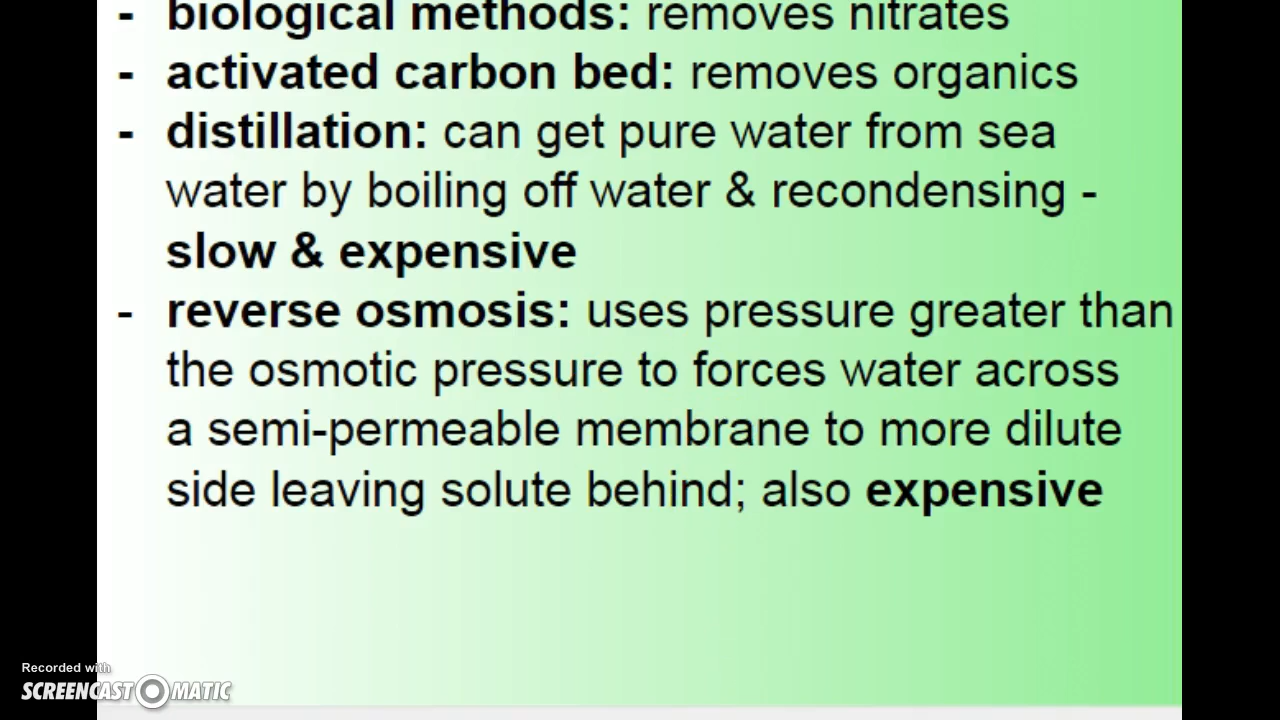 - biological methods: removes nitrates
- activated carbon bed: removes organics
- distillation: can get pure water from sea
water by boiling off water & recondensing -
slow & expensive
- reverse osmosis: uses pressure greater than
the osmotic pressure to forces water across
a semi-permeable membrane to more dilute
side leaving solute behind; also expensive
Recorded with
SCREENCAST-O-MATIC